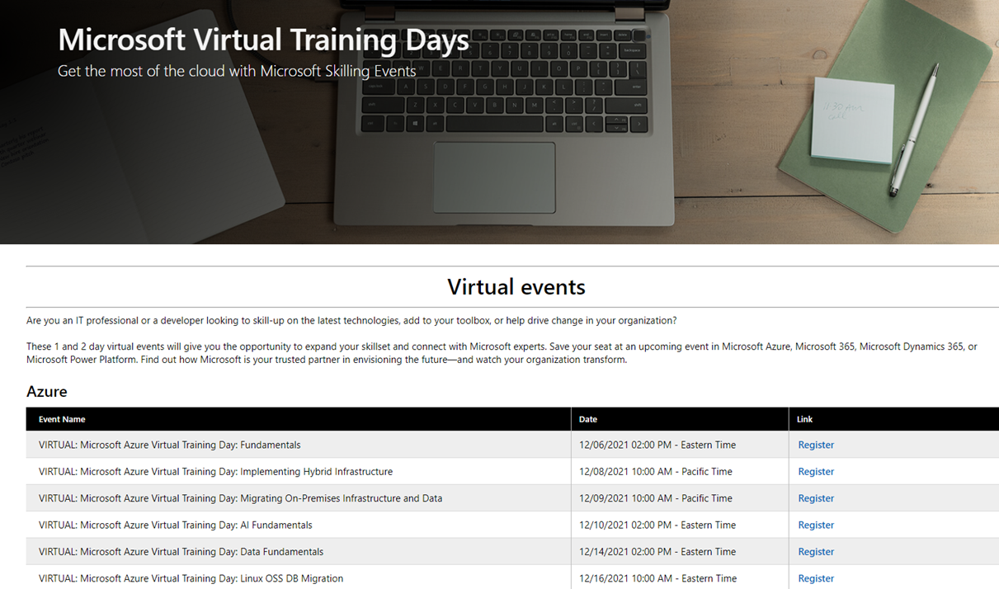 Microsoft Virtual Training Days
Get the most of the cloud with Microsoft Skilling Events
11:30 Am
call
Virtual events
Are you an IT professional or a developer looking to skill-up on the latest technologies, add to your toolbox, or help drive change in your organization?
These 1 and 2 day virtual events will give you the opportunity to expand your skillset and connect with Microsoft experts. Save your seat at an upcoming event in Microsoft Azure, Microsoft 365, Microsoft Dynamics 365, or
Microsoft Power Platform. Find out how Microsoft is your trusted partner in envisioning the future—and watch your organization transform.
Azure
Event Name Date Link
VIRTUAL: Microsoft Azure Virtual Training Day: Fundamentals 12/06/2021 02:00 PM - Eastern Time Register
VIRTUAL: Microsoft Azure Virtual Training Day: Implementing Hybrid Infrastructure 12/08/2021 10:00 AM - Pacific Time Register
VIRTUAL: Microsoft Azure Virtual Training Day: Migrating On-Premises Infrastructure and Data 12/09/2021 10:00 AM - Pacific Time Register
VIRTUAL: Microsoft Azure Virtual Training Day: AI Fundamentals 12/10/2021 02:00 PM - Eastern Time Register
VIRTUAL: Microsoft Azure Virtual Training Day: Data Fundamentals 12/14/2021 02:00 PM - Eastern Time Register
VIRTUAL: Microsoft Azure Virtual Training Day: Linux OSS DB Migration 12/16/2021 10:00 AM - Eastern Time Register